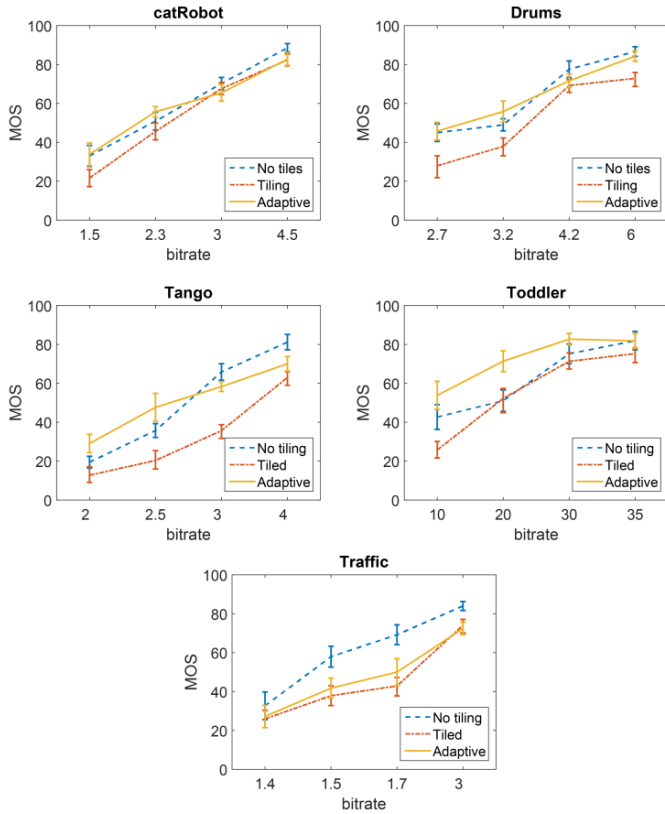 catRobot
MOS
100
80
60
40
20
0
No tiles
Tiling
Adaptive
1.5 2.3 3 4.5
bitrate
Drums
MOS
100
80
60
40
20
0
No tiles
Tiling
Adaptive
2.7 3.2 4.2 6
bitrate
Tango
MOS
100
80
60
40
20
0
No tiling
Tiled
Adaptive
2 2.5 3 4
bitrate
Toddler
MOS
100
80
60
40
20
0
No tiling
Tiled
Adaptive
10 20 30 35
bitrate
Traffic
MOS
100
80
60
40
20
0
No tiling
Tiled
Adaptive
1.4 1.5 1.7 3
bitrate